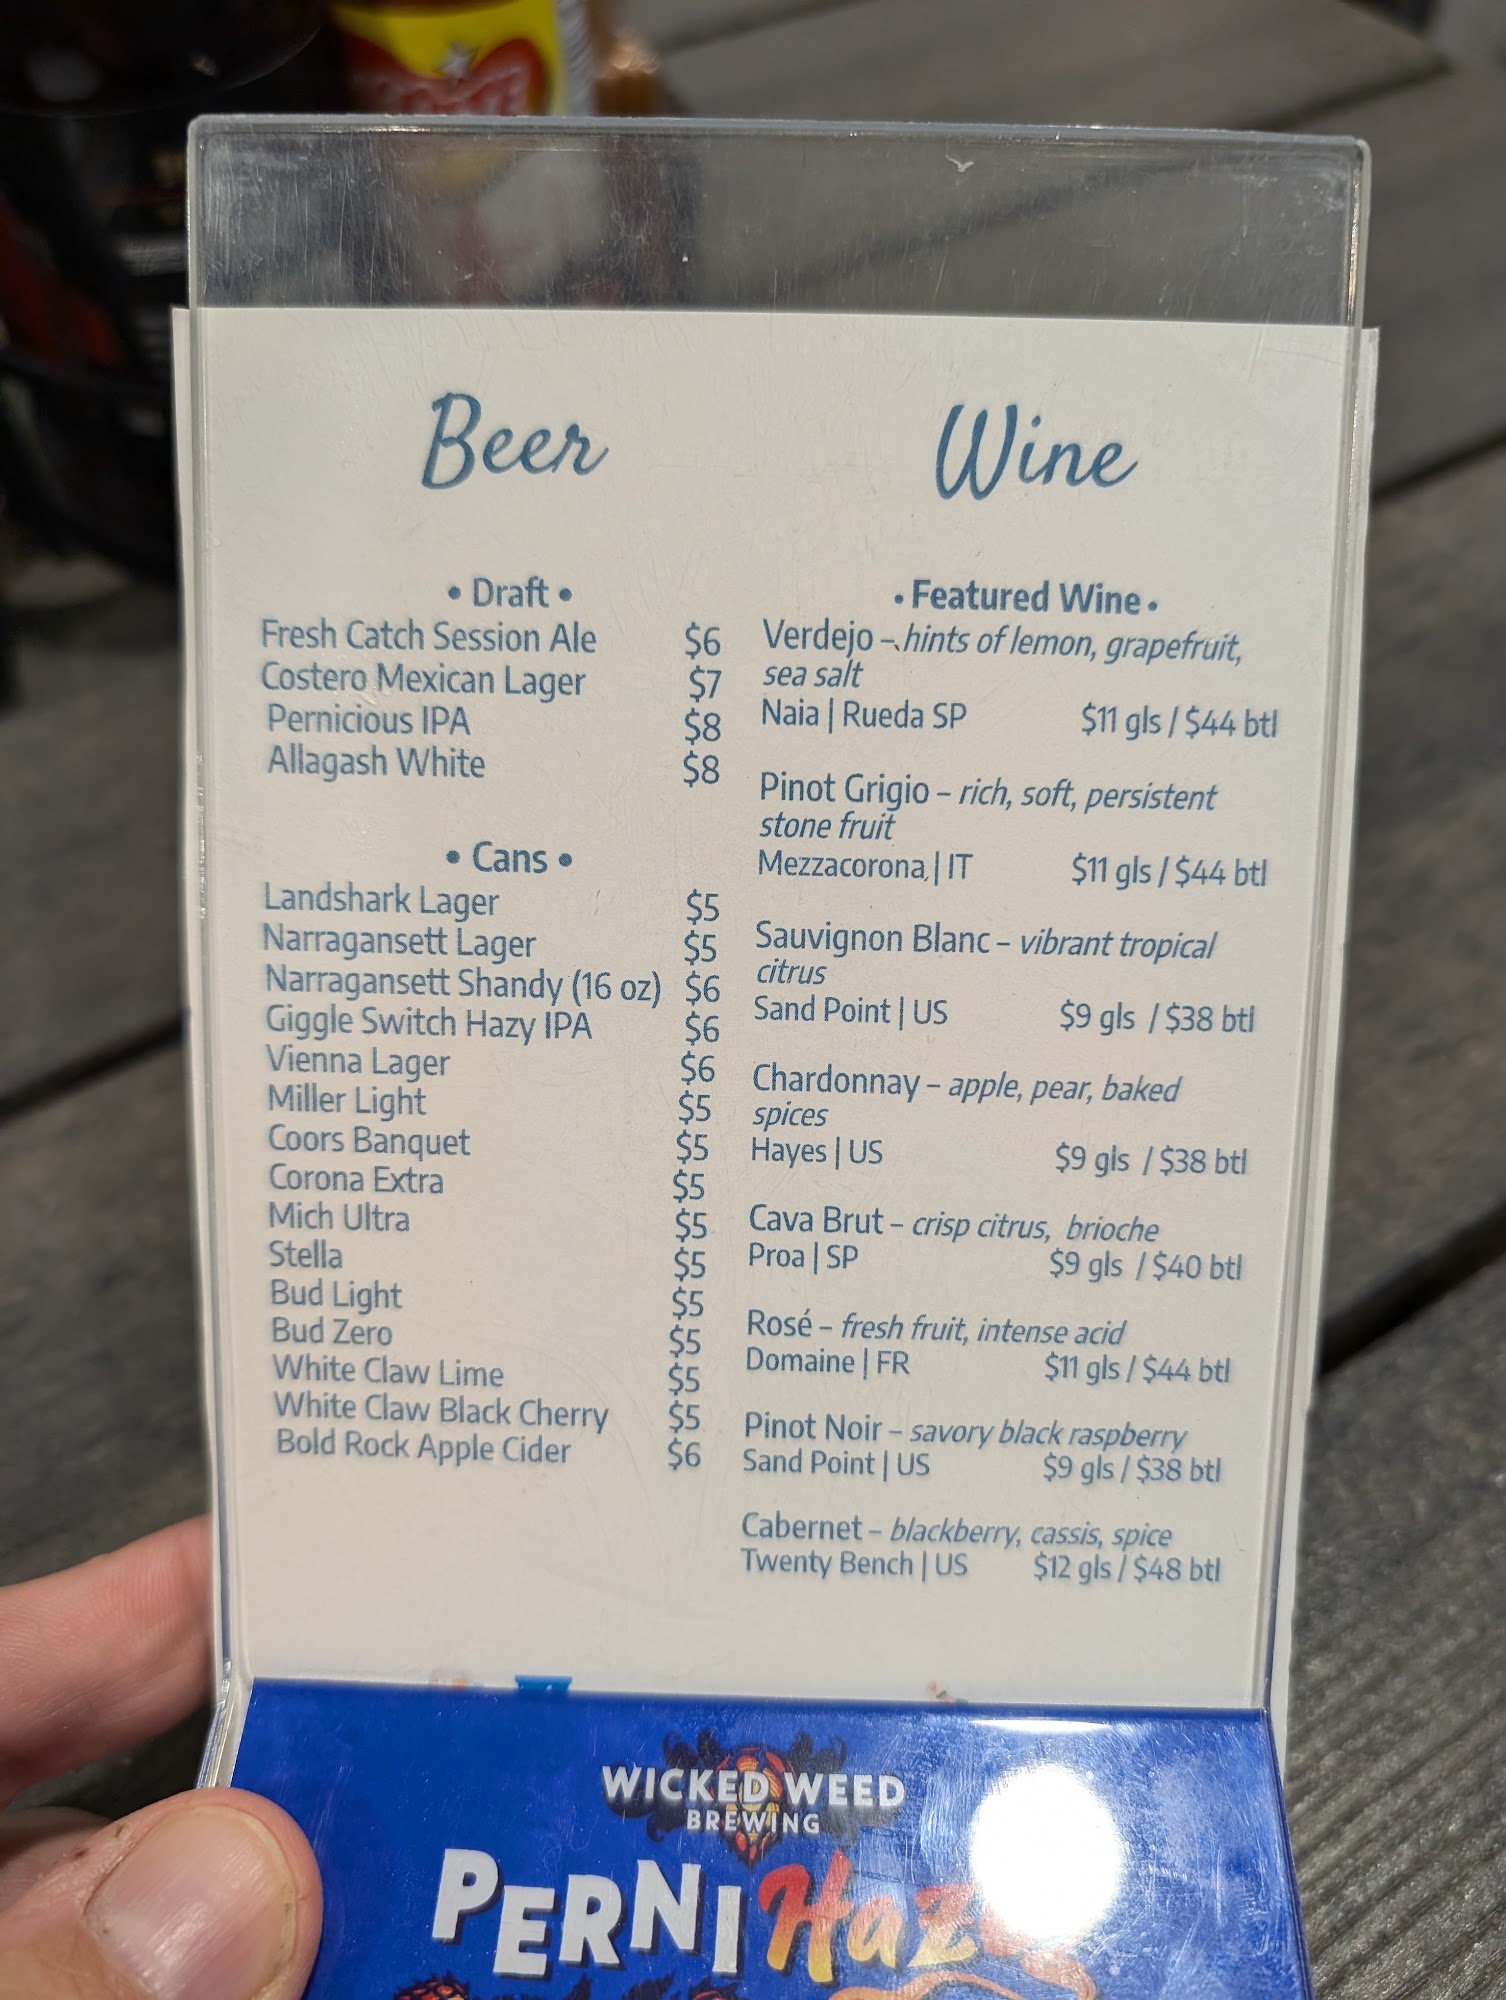 Beer
• Draft •
Fresh Catch Session Ale $6
Costero Mexican Lager $7
Pernicious IPA $8
Allagash White $8
• Cans •
Landshark Lager $5
Narragansett Lager $5
Narragansett Shandy (16 oz) $6
Giggle Switch Hazy IPA $6
Vienna Lager $6
Miller Light $5
Coors Banquet $5
Corona Extra $5
Mich Ultra $5
Stella $5
Bud Light $5
Bud Zero $5
White Claw Lime $5
White Claw Black Cherry $5
Bold Rock Apple Cider $6
Wine
• Featured Wine •
Verdejo – hints of lemon, grapefruit,
sea salt
Naia | Rueda SP $11 gls / $44 btl
Pinot Grigio – rich, soft, persistent
stone fruit
Mezzacorona | IT $11 gls / $44 btl
Sauvignon Blanc – vibrant tropical
citrus
Sand Point | US $9 gls / $38 btl
Chardonnay – apple, pear, baked
spices
Hayes | US $9 gls / $38 btl
Cava Brut – crisp citrus, brioche
Proa | SP $9 gls / $40 btl
Rosé – fresh fruit, intense acid
Domaine | FR $11 gls / $44 btl
Pinot Noir – savory black raspberry
Sand Point | US $9 gls / $38 btl
Cabernet – blackberry, cassis, spice
Twenty Bench | US $12 gls / $48 btl
WICKED WEED
BREWING
PERNI